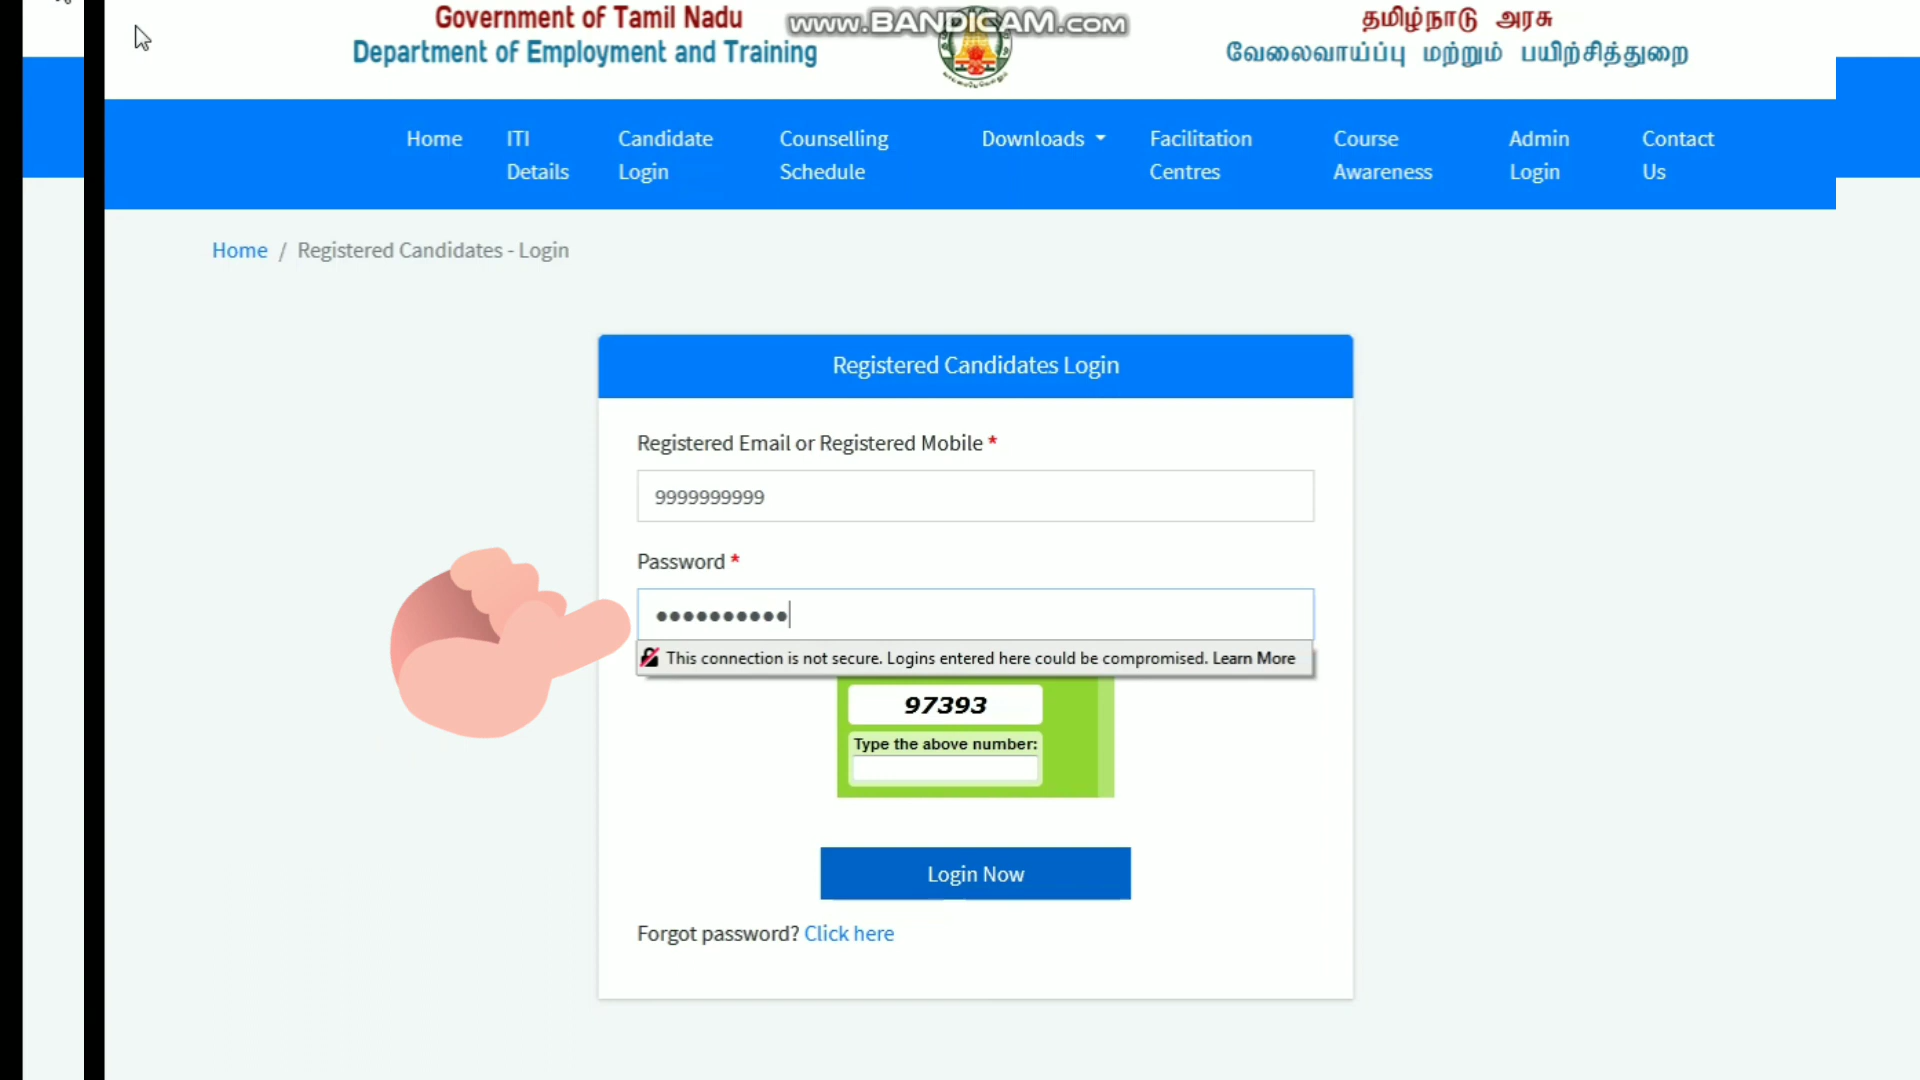 Government of Tamil Nadu
Department of Employment and Training
www.BANDICAM.com
தமிழ்நாடு அரசு
வேலைவாய்ப்பு மற்றும் பயிற்சித்துறை
Home
ITI Details
Candidate Login
Counselling Schedule
Downloads
Facilitation Centres
Course Awareness
Admin Login
Contact Us
Home / Registered Candidates - Login
Registered Candidates Login
Registered Email or Registered Mobile *
9999999999
Password *
●●●●●●●●●●
This connection is not secure. Logins entered here could be compromised. Learn More
97393
Type the above number:
Login Now
Forgot password? Click here